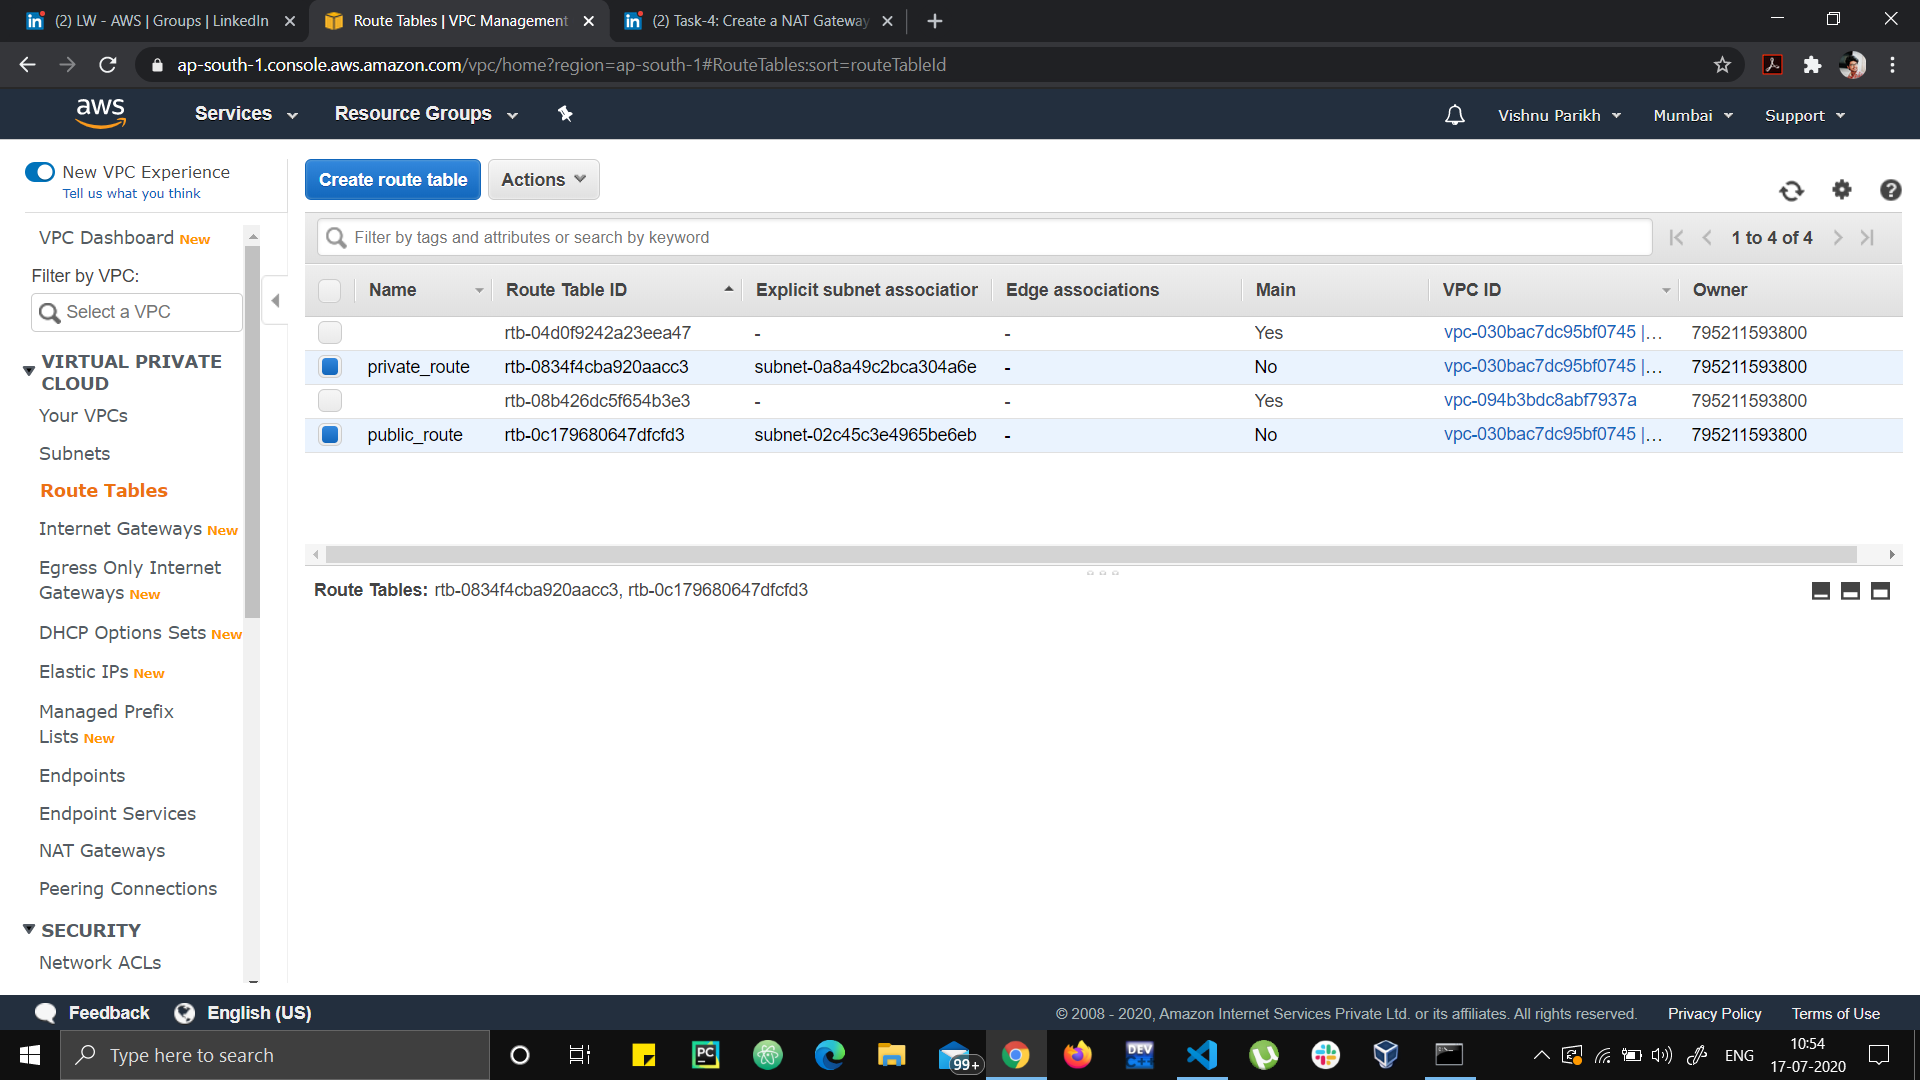 (2) LW - AWS | Groups | LinkedIn
Route Tables | VPC Management
(2) Task-4: Create a NAT Gateway
ap-south-1.console.aws.amazon.com/vpc/home?region=ap-south-1#RouteTables:sort=routeTableId
aws
Services
Resource Groups
Vishnu Parikh
Mumbai
Support
New VPC Experience
Tell us what you think
VPC Dashboard New
Filter by VPC:
Select a VPC
VIRTUAL PRIVATE
CLOUD
Your VPCs
Subnets
Route Tables
Internet Gateways New
Egress Only Internet
Gateways New
DHCP Options Sets New
Elastic IPs New
Managed Prefix
Lists New
Endpoints
Endpoint Services
NAT Gateways
Peering Connections
SECURITY
Network ACLs
Create route table
Actions
Filter by tags and attributes or search by keyword
1 to 4 of 4
Name Route Table ID Explicit subnet association Edge associations Main VPC ID Owner
rtb-04d0f9242a23eea47 - - Yes vpc-030bac7dc95bf0745 |... 795211593800
private_route rtb-0834f4cba920aacc3 subnet-0a8a49c2bca304a6e - No vpc-030bac7dc95bf0745 |... 795211593800
rtb-08b426dc5f654b3e3 - - Yes vpc-094b3bdc8abf7937a 795211593800
public_route rtb-0c179680647dfcfd3 subnet-02c45c3e4965be6eb - No vpc-030bac7dc95bf0745 |... 795211593800
Route Tables: rtb-0834f4cba920aacc3, rtb-0c179680647dfcfd3
Feedback
English (US)
© 2008 - 2020, Amazon Internet Services Private Ltd. or its affiliates. All rights reserved.
Privacy Policy
Terms of Use
Type here to search
PC
99+
DEV
C++
ENG
10:54
17-07-2020